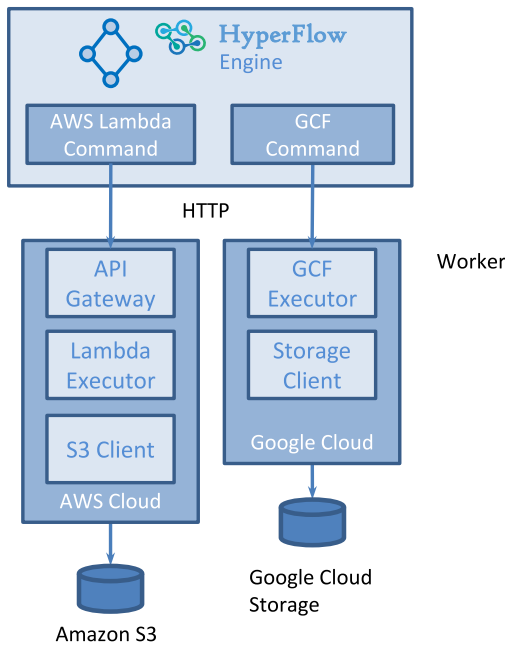 HyperFlow
Engine
AWS Lambda
Command
GCF
Command
HTTP
API
Gateway
Lambda
Executor
S3 Client
AWS Cloud
GCF
Executor
Storage
Client
Google Cloud
Worker
Amazon S3
Google Cloud
Storage